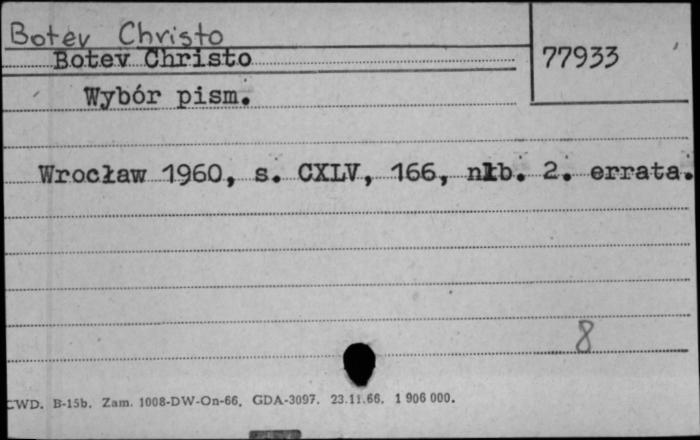 Botev Christo
Botev Christo
77933
Wybór pism.
Wrocław 1960, s. CXLV, 166, nlb. 2. errata.
8
CWD. B-15b. Zam. 1008-DW-On-66. GDA-3097. 23.11.66. 1 906 000.